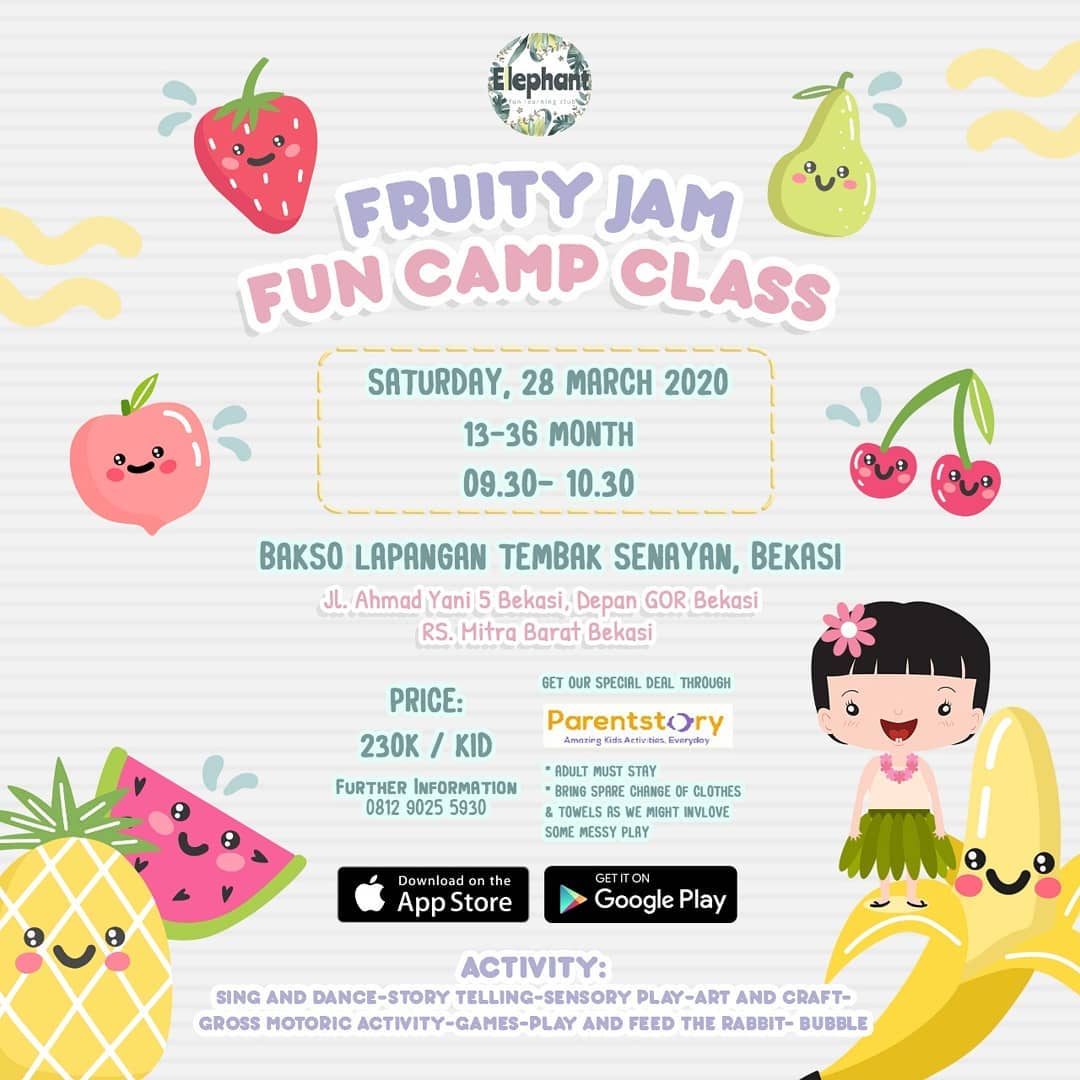 Ellephant
fun learning club
FRUITY JAM
FUN CAMP CLASS
SATURDAY, 28 MARCH 2020
13-36 MONTH
09.30- 10.30
BAKSO LAPANGAN TEMBAK SENAYAN, BEKASI
Jl. Ahmad Yani 5 Bekasi, Depan GOR Bekasi
RS. Mitra Barat Bekasi
PRICE:
230K / KID
FURTHER INFORMATION
0812 9025 5930
GET OUR SPECIAL DEAL THROUGH
Parentstory
Amazing Kids Activities, Everyday
* ADULT MUST STAY
* BRING SPARE CHANGE OF CLOTHES
& TOWELS AS WE MIGHT INVLOVE
SOME MESSY PLAY
Download on the
App Store
GET IT ON
Google Play
ACTIVITY:
SING AND DANCE-STORY TELLING-SENSORY PLAY-ART AND CRAFT-
GROSS MOTORIC ACTIVITY-GAMES-PLAY AND FEED THE RABBIT- BUBBLE